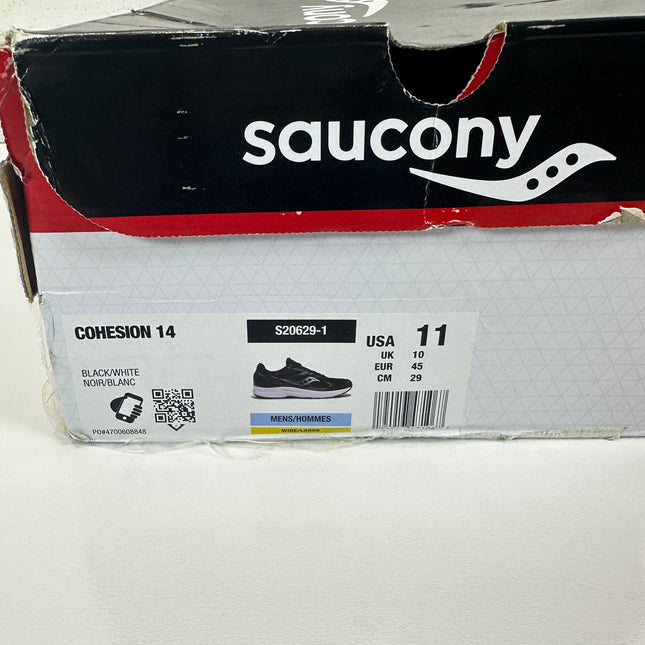 saucony
COHESION 14
BLACK/WHITE
NOIR/BLANC
PO#4700608848
S20629-1
MENS/HOMMES
WIDE/LARGE
USA 11
UK 10
EUR 45
CM 29